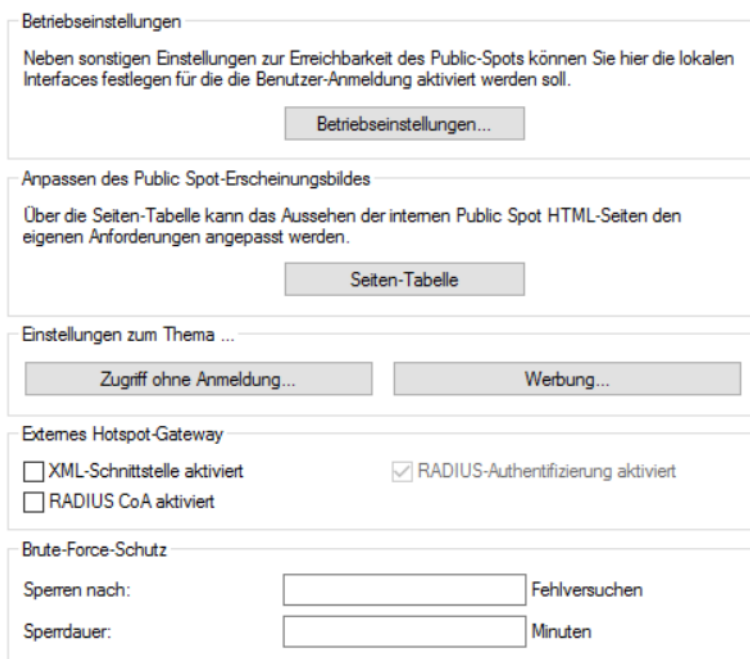 Betriebseinstellungen
Neben sonstigen Einstellungen zur Erreichbarkeit des Public-Spots können Sie hier die lokalen
Interfaces festlegen für die die Benutzer-Anmeldung aktiviert werden soll.
Betriebseinstellungen...
Anpassen des Public Spot-Erscheinungsbildes
Über die Seiten-Tabelle kann das Aussehen der internen Public Spot HTML-Seiten den
eigenen Anforderungen angepasst werden.
Seiten-Tabelle
Einstellungen zum Thema ...
Zugriff ohne Anmeldung... Werbung...
Externes Hotspot-Gateway
XML-Schnittstelle aktiviert RADIUS-Authentifizierung aktiviert
RADIUS CoA aktiviert
Brute-Force-Schutz
Sperren nach: Fehlversuchen
Sperrdauer: Minuten